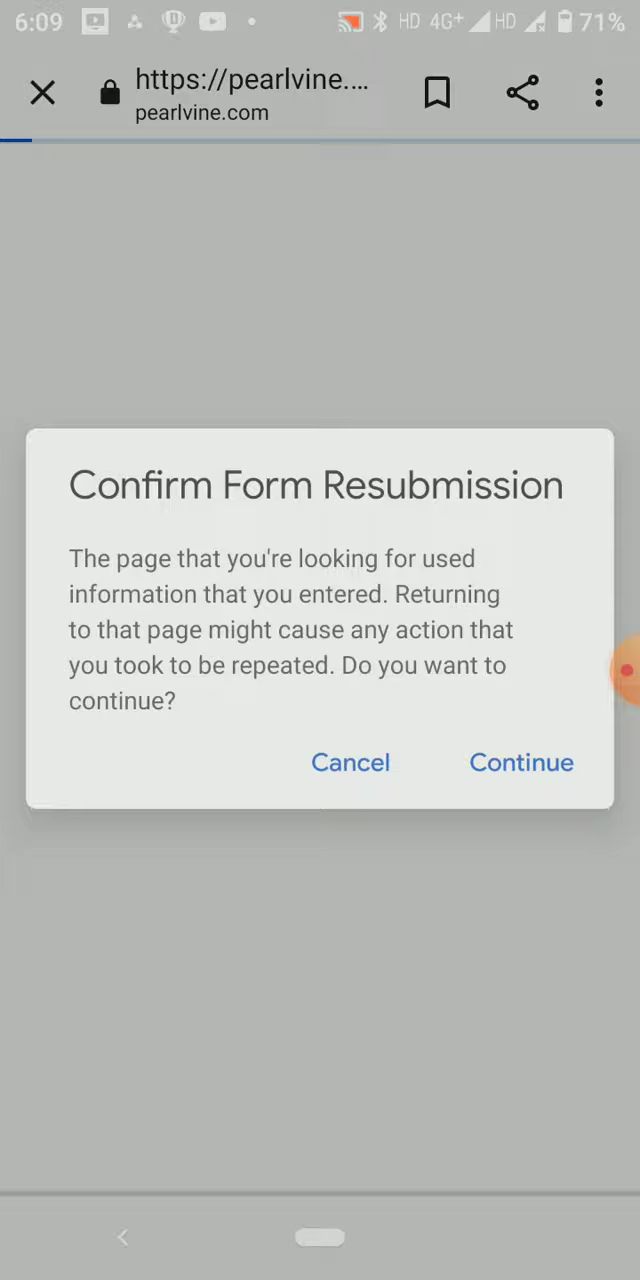 6:09 HD 4G+ HD 71%
https://pearlvine.…
pearlvine.com
Confirm Form Resubmission
The page that you're looking for used
information that you entered. Returning
to that page might cause any action that
you took to be repeated. Do you want to
continue?
Cancel Continue